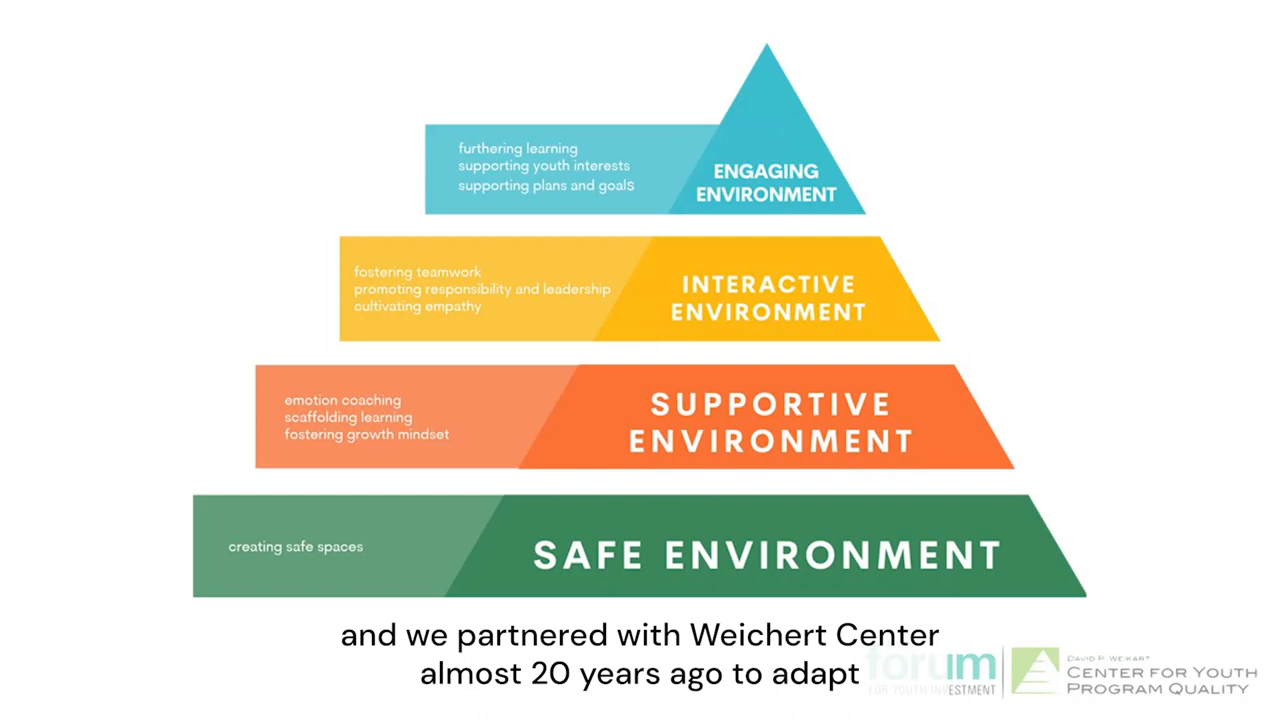 furthering learning
supporting youth interests
supporting plans and goals
ENGAGING
ENVIRONMENT
fostering teamwork
promoting responsibility and leadership
cultivating empathy
INTERACTIVE
ENVIRONMENT
emotion coaching
scaffolding learning
fostering growth mindset
SUPPORTIVE
ENVIRONMENT
creating safe spaces
SAFE ENVIRONMENT
and we partnered with Weichert Center
almost 20 years ago to adapt
forum
FOR YOUTH INVESTMENT
DAVID P. WEIKART
CENTER FOR YOUTH
PROGRAM QUALITY